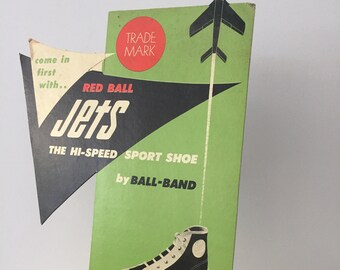 TRADE
MARK
come in
first
with..
RED BALL
Jets
THE HI-SPEED SPORT SHOE
by BALL-BAND